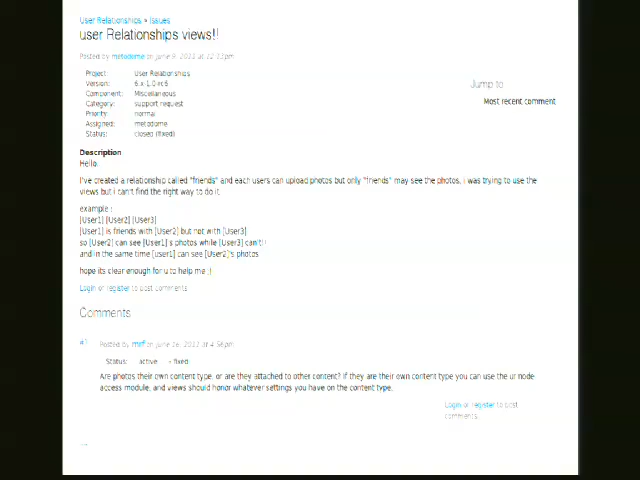 User Relationships » Issues
user Relationships views!!
Posted by metodome on June 9, 2011 at 12:11pm
Project: User Relationships
Version: 6.x-1.0-rc6
Component: Miscellaneous
Category: support request
Priority: normal
Assigned: metodome
Status: closed (fixed)
Jump to:
Most recent comment
Description
Hello,
I've created a relationship called "friends" and each users can upload photos but only "friends" may see the photos, i was trying to use the
views but i can't find the right way to do it.
example :
[User1] [User2] [User3]
[User1] is friends with [User2] but not with [User3]
so [User2] can see [User1]'s photos while [User3] can't!!
and in the same time [user1] can see [User2]'s photos
hope its clear enough for u to help me ;)
Login or register to post comments
Comments
#1
Posted by mrf on June 16, 2011 at 4:56pm
Status: active » fixed
Are photos their own content type, or are they attached to other content? If they are their own content type you can use the ur node
access module, and views should honor whatever settings you have on the content type.
Login or register to post
comments